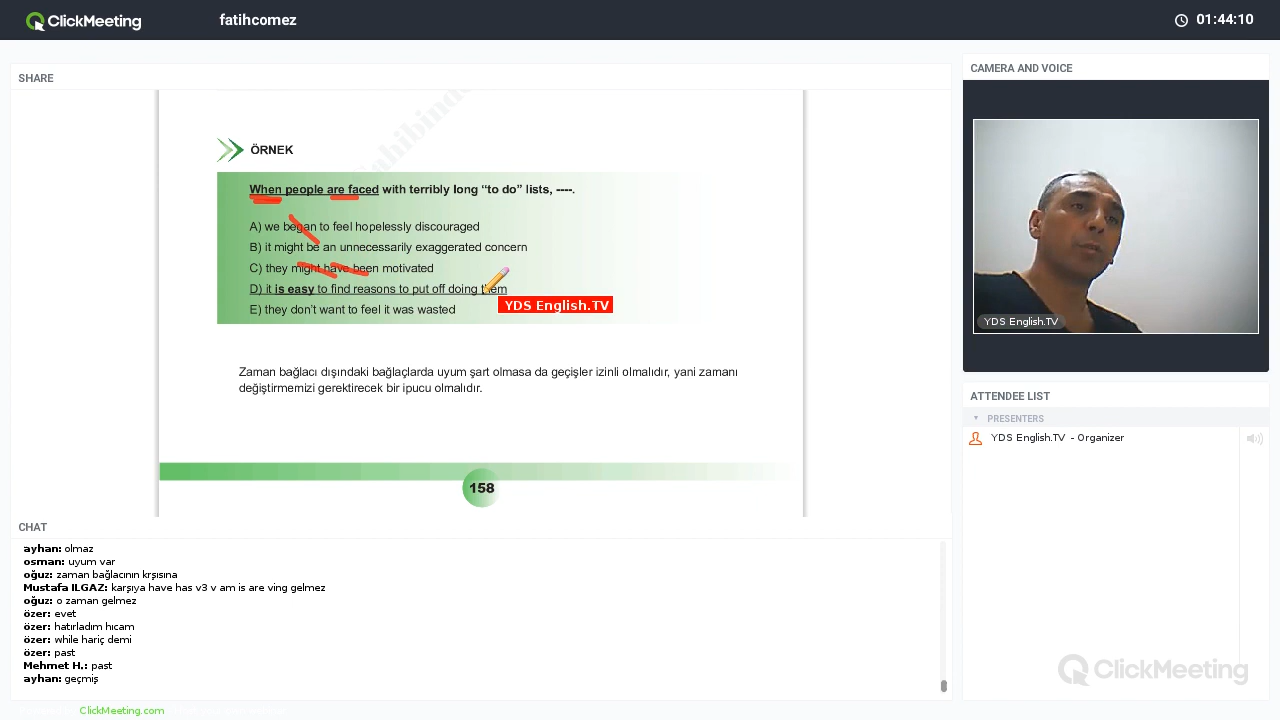 ClickMeeting
fatihcomez
01:44:10
SHARE
ÖRNEK
When people are faced with terribly long “to do” lists, ----.
A) we began to feel hopelessly discouraged
B) it might be an unnecessarily exaggerated concern
C) they might have been motivated
D) it is easy to find reasons to put off doing them
E) they don’t want to feel it was wasted
YDS English.TV
Zaman bağlacı dışındaki bağlaçlarda uyum şart olmasa da geçişler izinli olmalıdır, yani zamanı
değiştirmemizi gerektirecek bir ipucu olmalıdır.
158
CAMERA AND VOICE
YDS English.TV
ATTENDEE LIST
PRESENTERS
YDS English.TV - Organizer
CHAT
ayhan: olmaz
osman: uyum var
oğuz: zaman bağlacının krşısına
Mustafa ILGAZ: karşıya have has v3 v am is are ving gelmez
oğuz: o zaman gelmez
özer: evet
özer: hatırladım hıcam
özer: while hariç demi
özer: past
Mehmet H.: past
ayhan: geçmiş
ClickMeeting
ClickMeeting.com